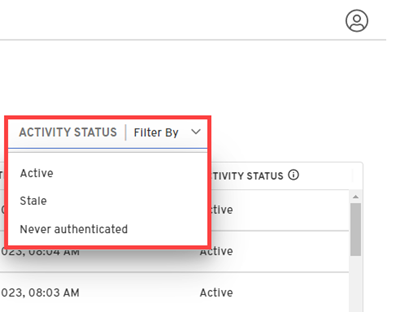 ACTIVITY STATUS | Filter By
Active
TIVITY STATUS
Stale
ctive
Never authenticated
023, 08:04 AM Active
023, 08:03 AM Active